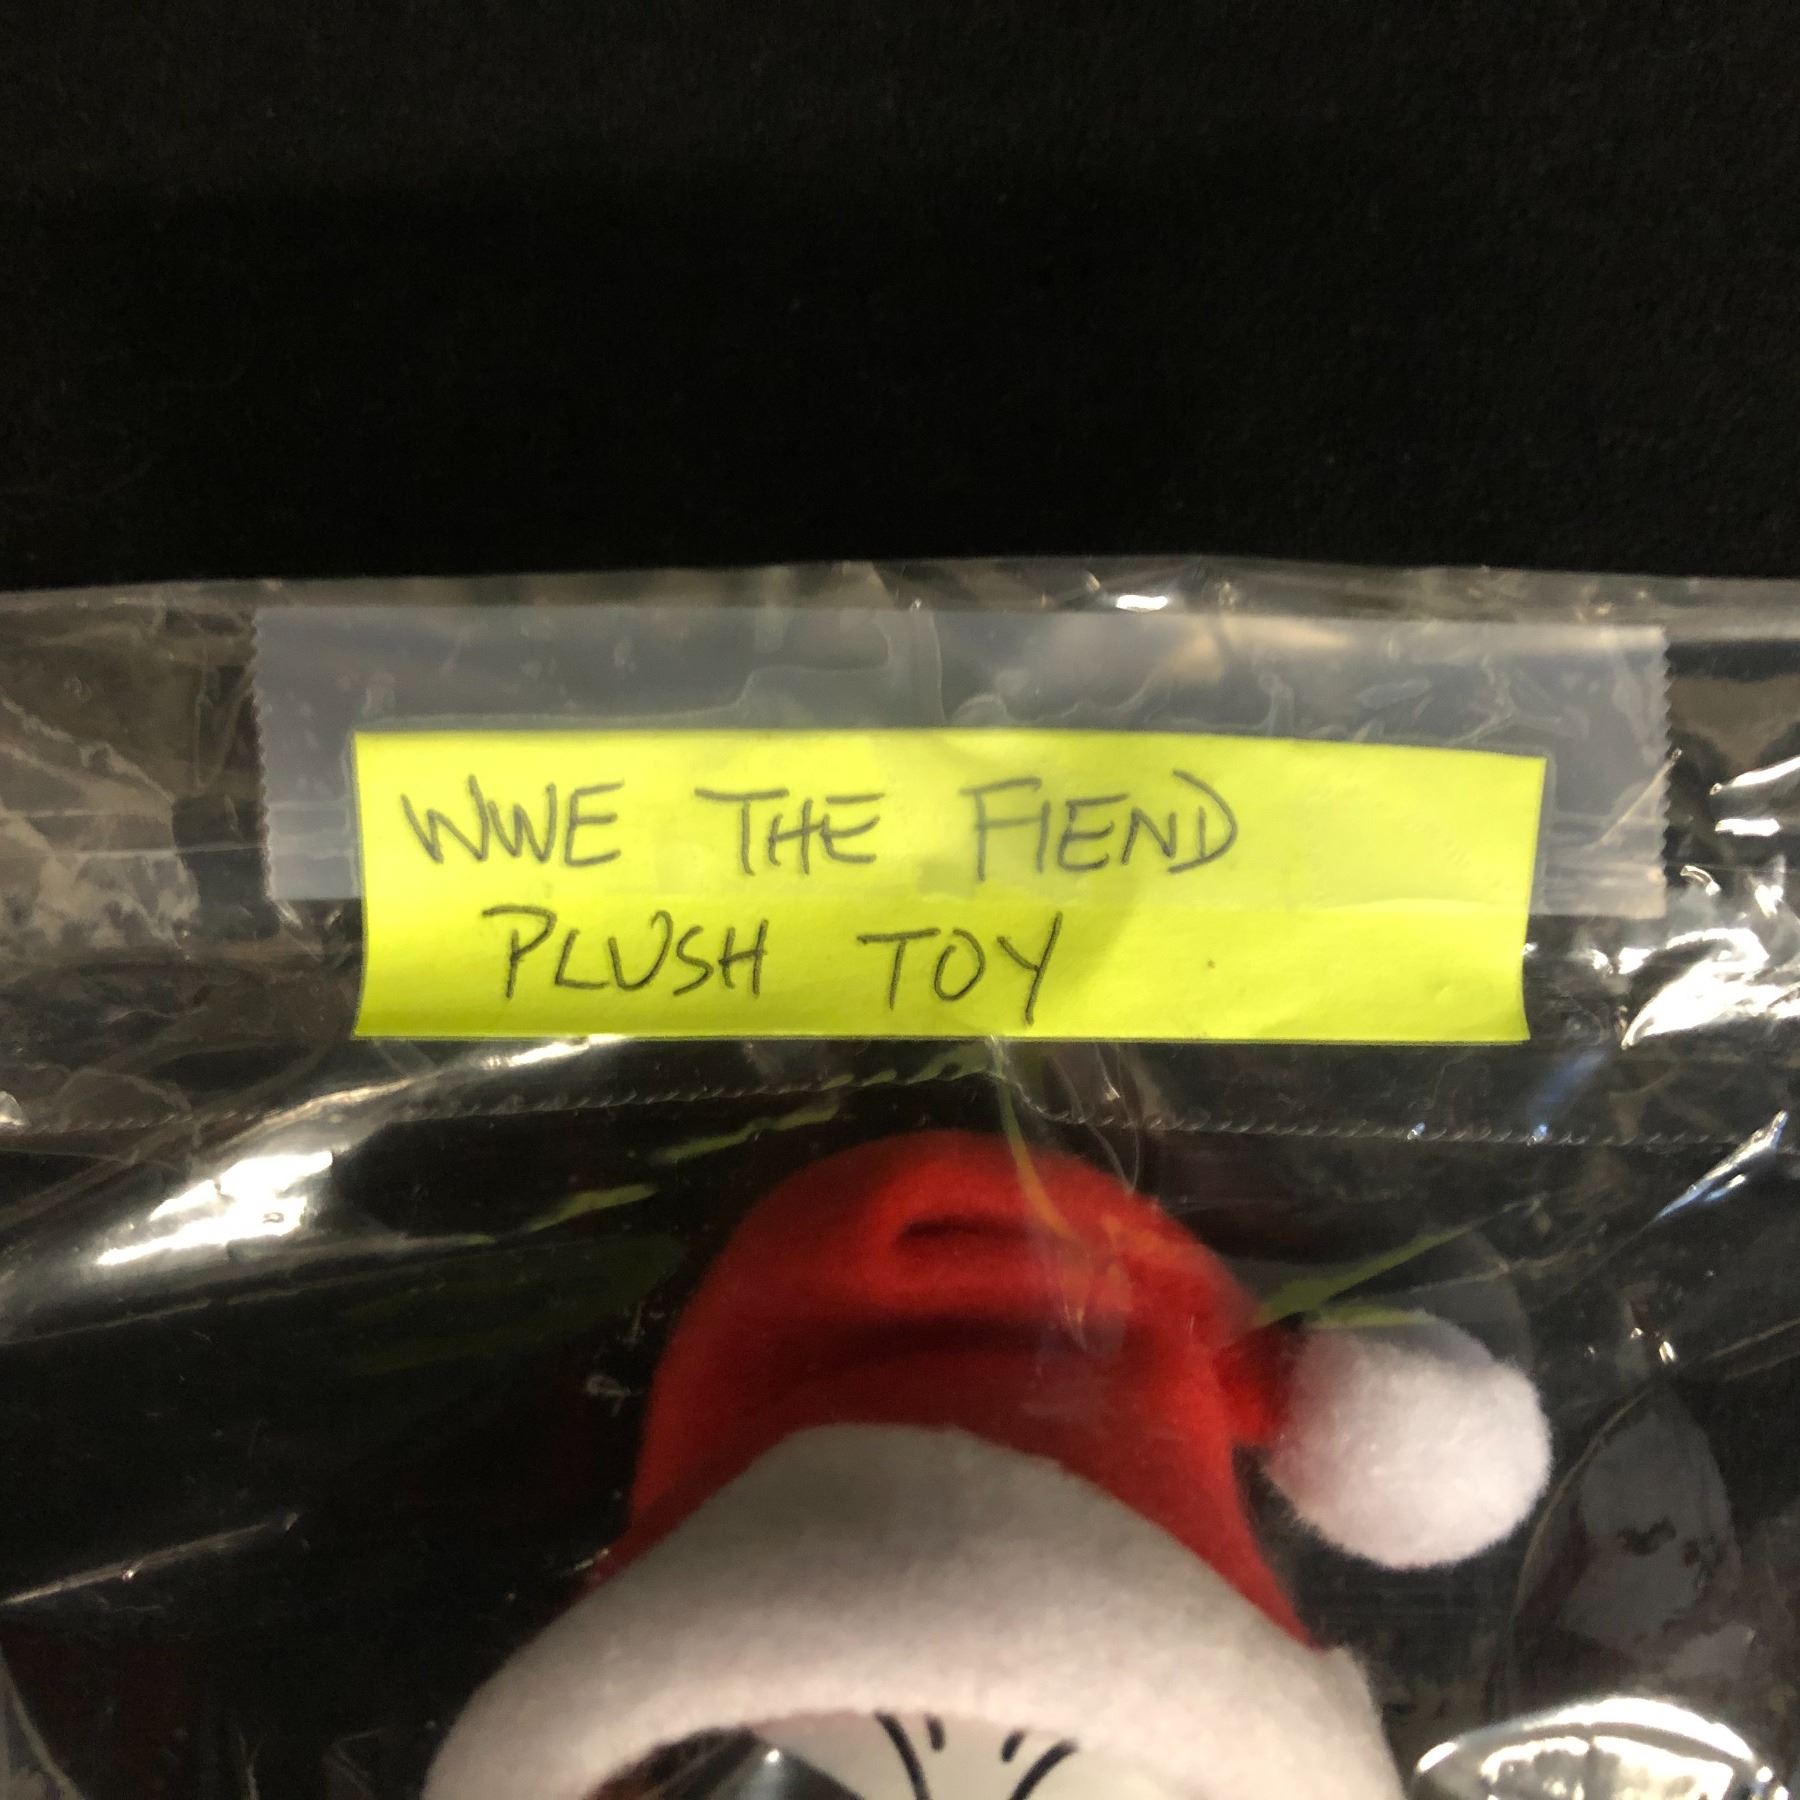 WWE THE FIEND
PLUSH TOY